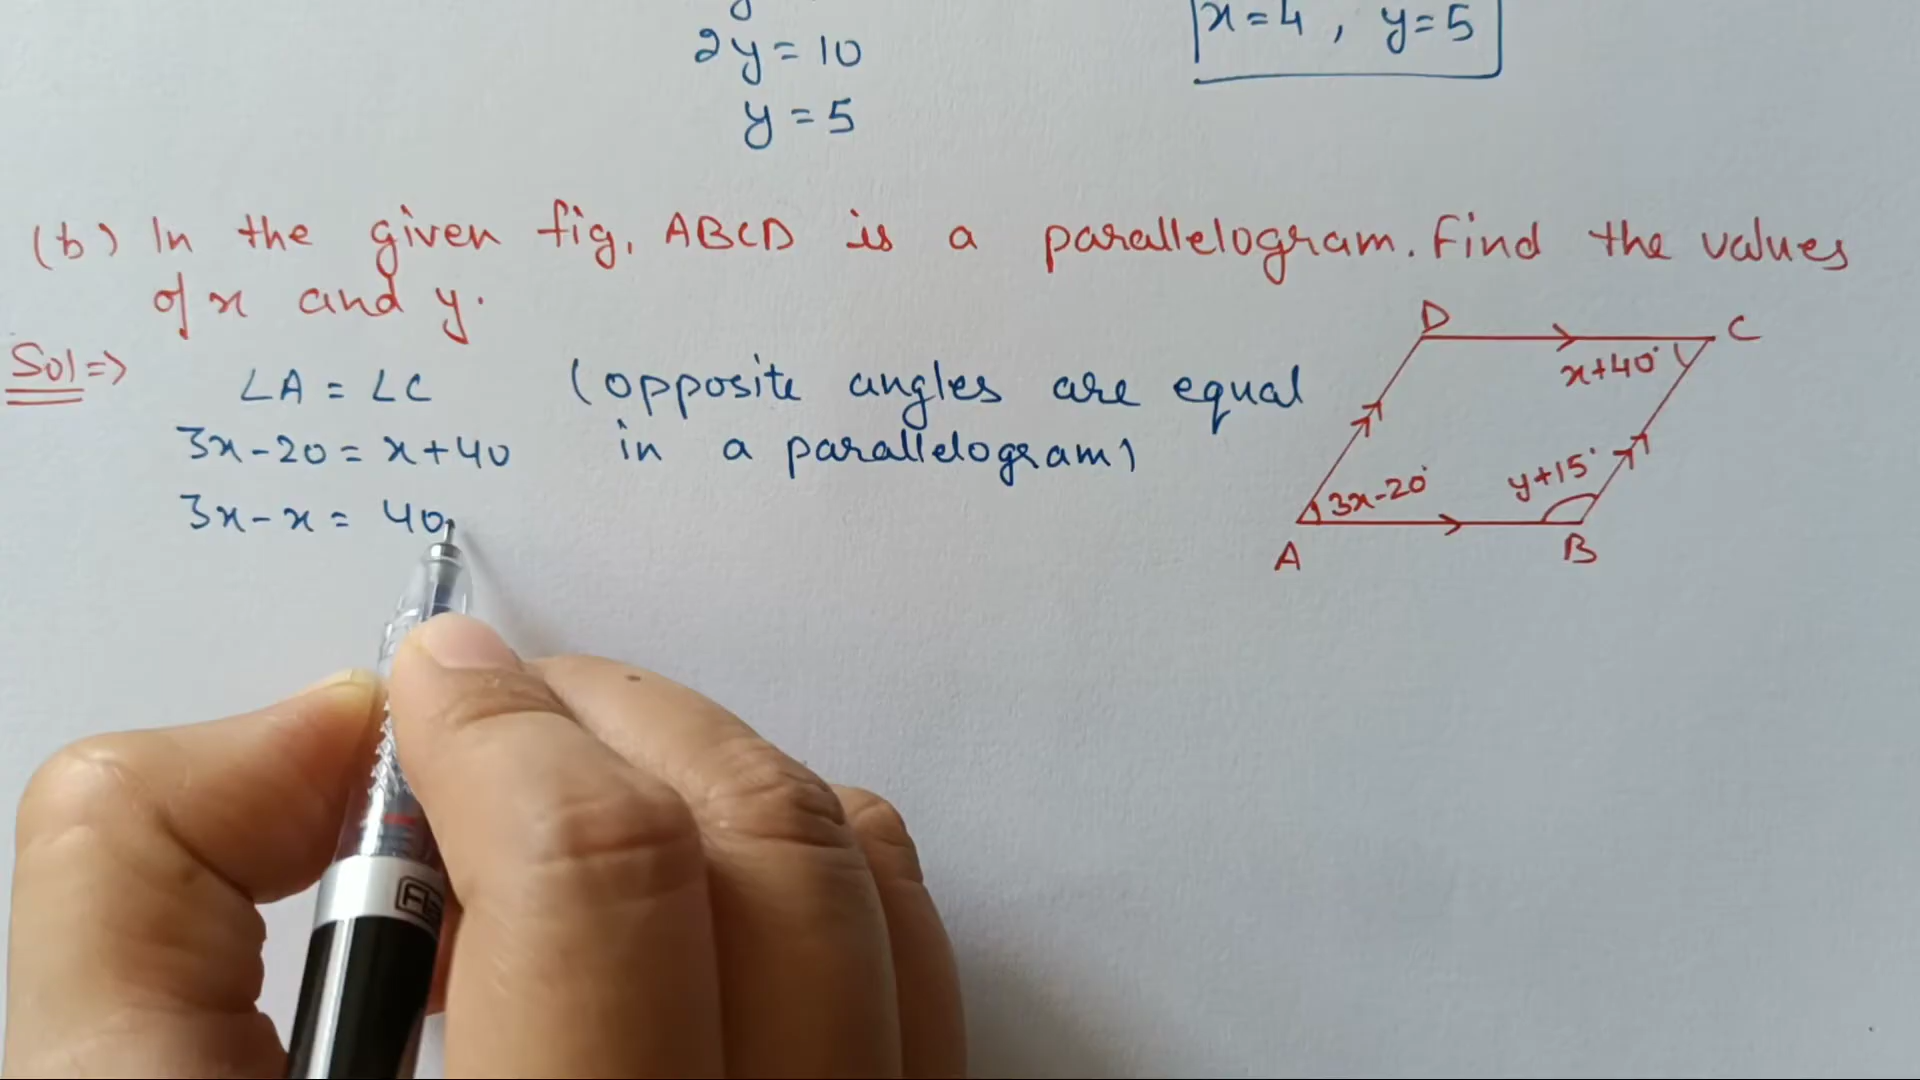 2y = 10
x = 4 , y = 5
y = 5
(b) In the given fig, ABCD is a parallelogram. Find the values
of x and y.
Sol =>
∠A = ∠C (opposite angles are equal
3x - 20 = x + 40 in a parallelogram)
3x - x = 40
D
C
x+40°
y+15°
3x-20°
A
B